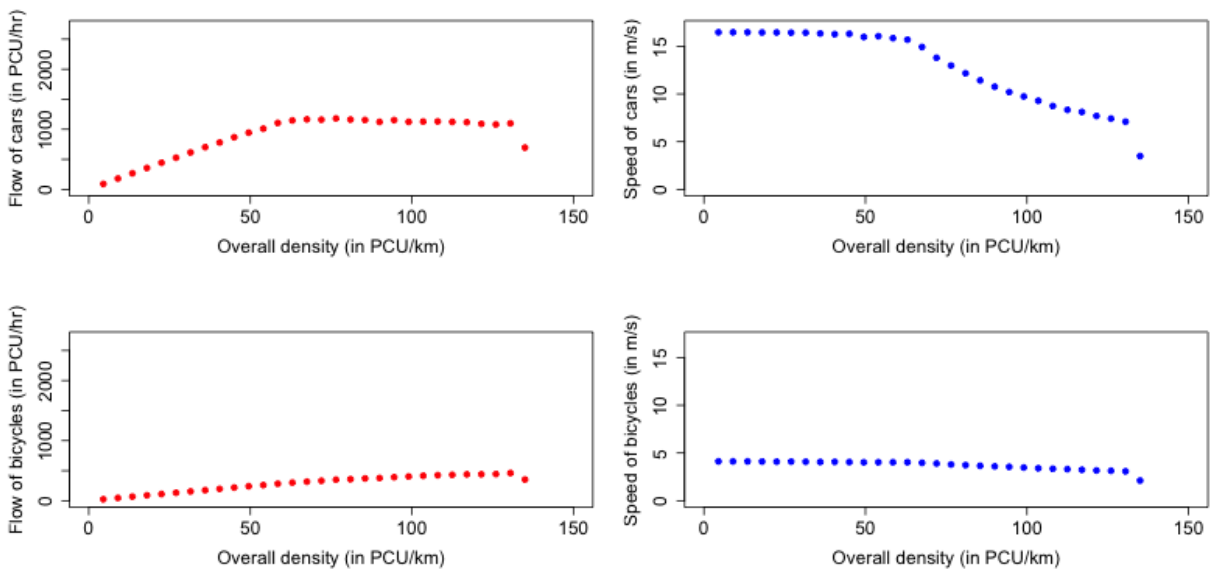 Flow of cars (in PCU/hr)
0 1000 2000
0 50 100 150
Overall density (in PCU/km)
Speed of cars (in m/s)
0 5 10 15
0 50 100 150
Overall density (in PCU/km)
Flow of bicycles (in PCU/hr)
0 1000 2000
0 50 100 150
Overall density (in PCU/km)
Speed of bicycles (in m/s)
0 5 10 15
0 50 100 150
Overall density (in PCU/km)